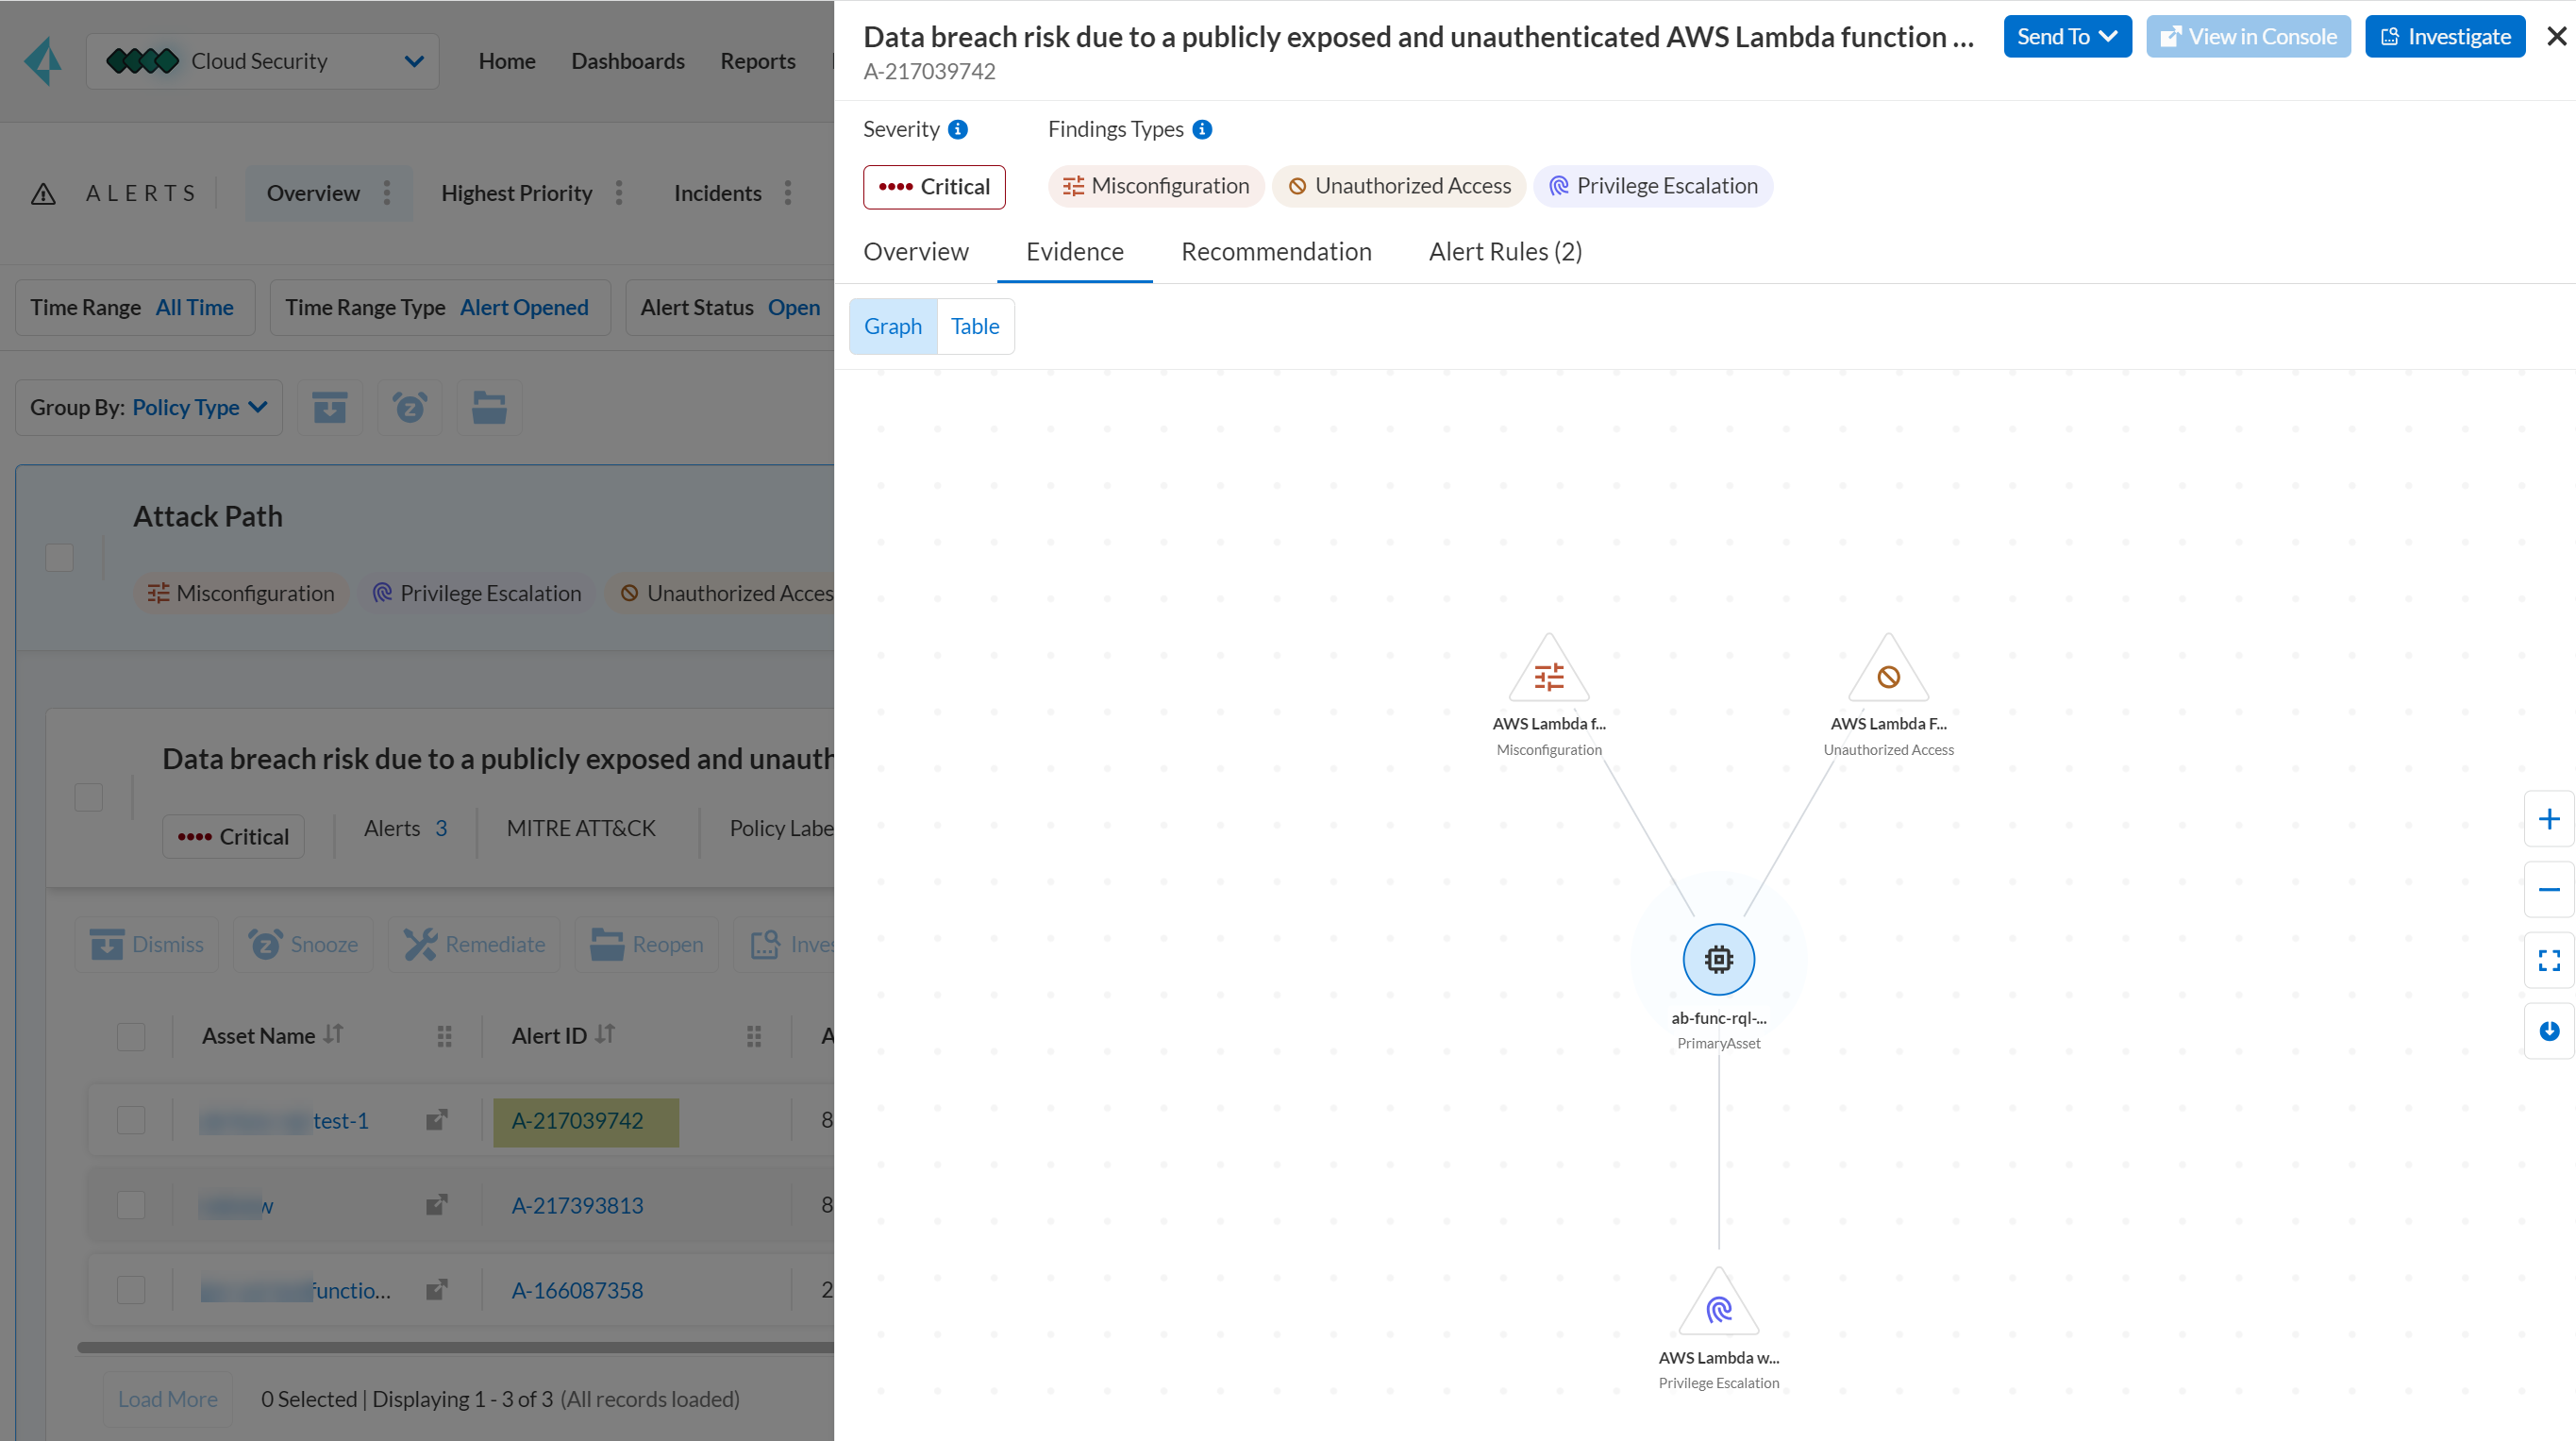 Cloud Security
Home
Dashboards
Reports
ALERTS
Overview
Highest Priority
Incidents
Time Range All Time
Time Range Type Alert Opened
Alert Status Open
Group By: Policy Type
Attack Path
Misconfiguration
Privilege Escalation
Unauthorized Acces
Data breach risk due to a publicly exposed and unauth
Critical
Alerts 3
MITRE ATT&CK
Policy Labe
Dismiss
Snooze
Remediate
Reopen
Inves
Asset Name
Alert ID
A
test-1
A-217039742
8
w
A-217393813
8
functio...
A-166087358
2
Load More
0 Selected | Displaying 1 - 3 of 3 (All records loaded)
Data breach risk due to a publicly exposed and unauthenticated AWS Lambda function ...
A-217039742
Send To
View in Console
Investigate
Severity
Findings Types
Critical
Misconfiguration
Unauthorized Access
Privilege Escalation
Overview
Evidence
Recommendation
Alert Rules (2)
Graph
Table
AWS Lambda f...
Misconfiguration
AWS Lambda F...
Unauthorized Access
ab-func-rql-...
PrimaryAsset
AWS Lambda w...
Privilege Escalation